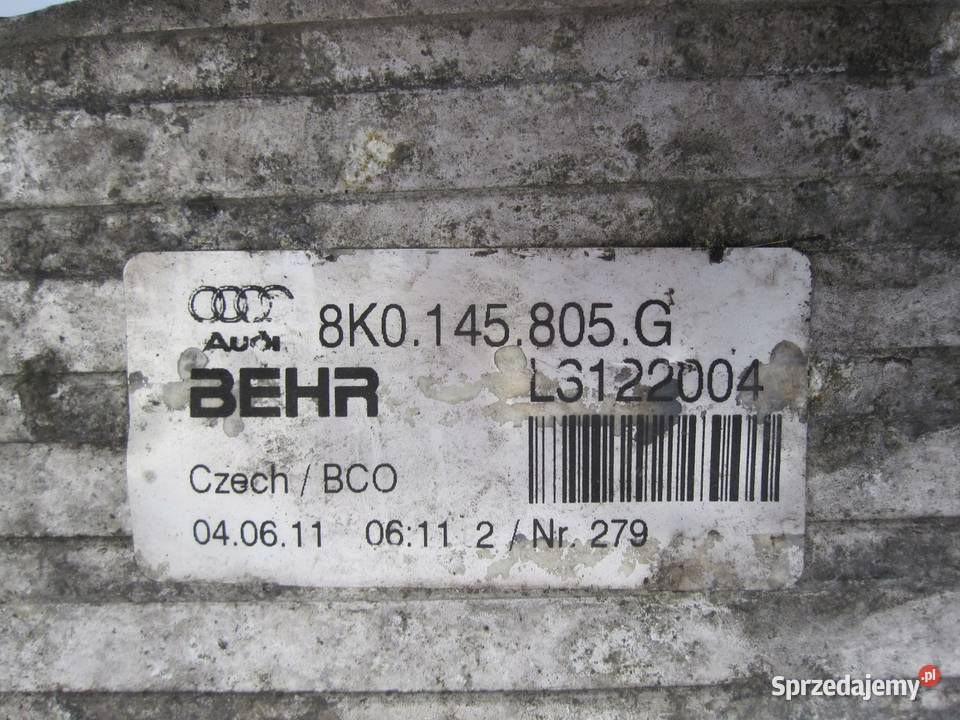 8K0.145.805.G
Audi
BEHR
L3122004
Czech / BCO
04.06.11 06:11 2 / Nr. 279
Sprzedajemy.pl